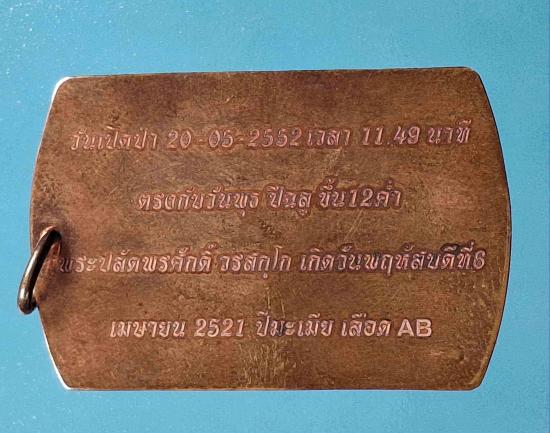 วันเปิดป่า 20-05-2552 เวลา 11.49 นาที
ตรงกับวันพุธ ปีฉลู ขึ้น12ค่ำ
พระปลัดพรศักดิ์ วรสกุโก เกิดวันพฤหัสบดีที่6
เมษายน 2521 ปีมะเมีย เลือด AB